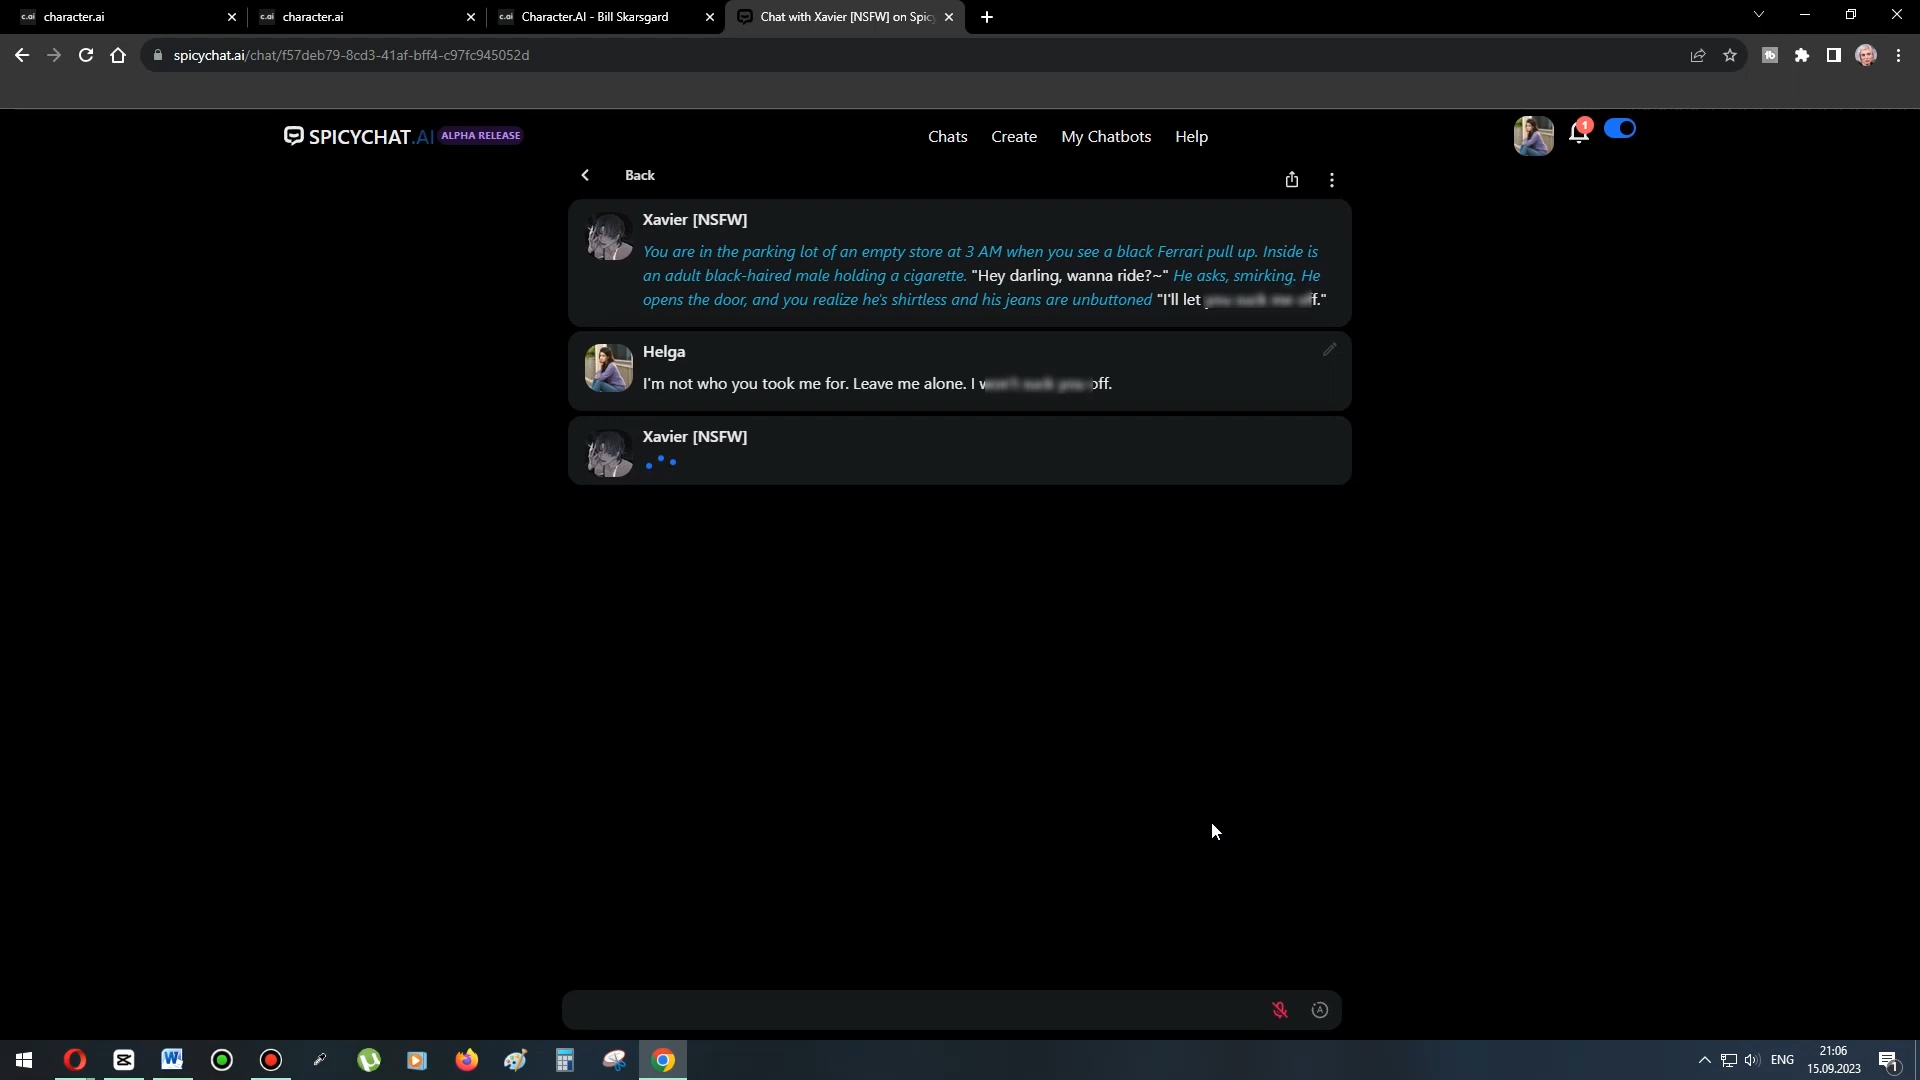 character.ai
character.ai
Character.AI - Bill Skarsgard
Chat with Xavier [NSFW] on Spic
spicychat.ai/chat/f57deb79-8cd3-41af-bff4-c97fc945052d
SPICYCHAT.AI ALPHA RELEASE
Chats Create My Chatbots Help
1
Back
Xavier [NSFW]
You are in the parking lot of an empty store at 3 AM when you see a black Ferrari pull up. Inside is
an adult black-haired male holding a cigarette. "Hey darling, wanna ride?~" He asks, smirking. He
opens the door, and you realize he's shirtless and his jeans are unbuttoned "I'll let
Helga
I'm not who you took me for. Leave me alone. I off.
Xavier [NSFW]
ENG
21:06
15.09.2023
1